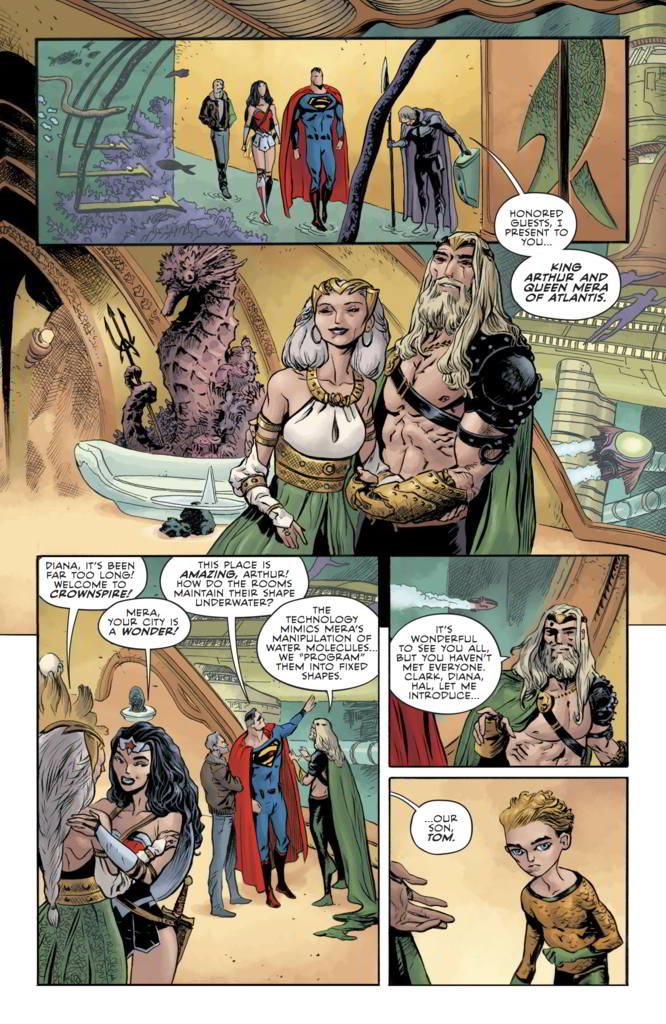 HONORED
GUESTS, I
PRESENT TO
YOU...
KING
ARTHUR AND
QUEEN MERA
OF ATLANTIS.
DIANA, IT'S BEEN
FAR TOO LONG!
WELCOME TO
CROWNSPIRE!
MERA,
YOUR CITY IS
A WONDER!
THIS PLACE IS
AMAZING, ARTHUR!
HOW DO THE ROOMS
MAINTAIN THEIR SHAPE
UNDERWATER?
THE
TECHNOLOGY
MIMICS MERA'S
MANIPULATION OF
WATER MOLECULES...
WE "PROGRAM"
THEM INTO FIXED
SHAPES.
IT'S
WONDERFUL
TO SEE YOU ALL,
BUT YOU HAVEN'T
MET EVERYONE.
CLARK, DIANA,
HAL, LET ME
INTRODUCE...
...OUR
SON,
TOM.